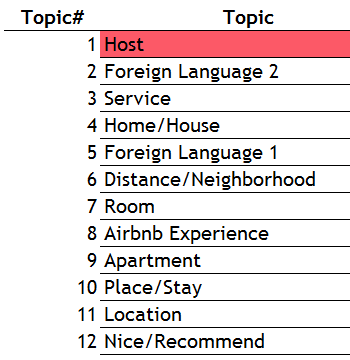 Topic# Topic
1 Host
2 Foreign Language 2
3 Service
4 Home/House
5 Foreign Language 1
6 Distance/Neighborhood
7 Room
8 Airbnb Experience
9 Apartment
10 Place/Stay
11 Location
12 Nice/Recommend